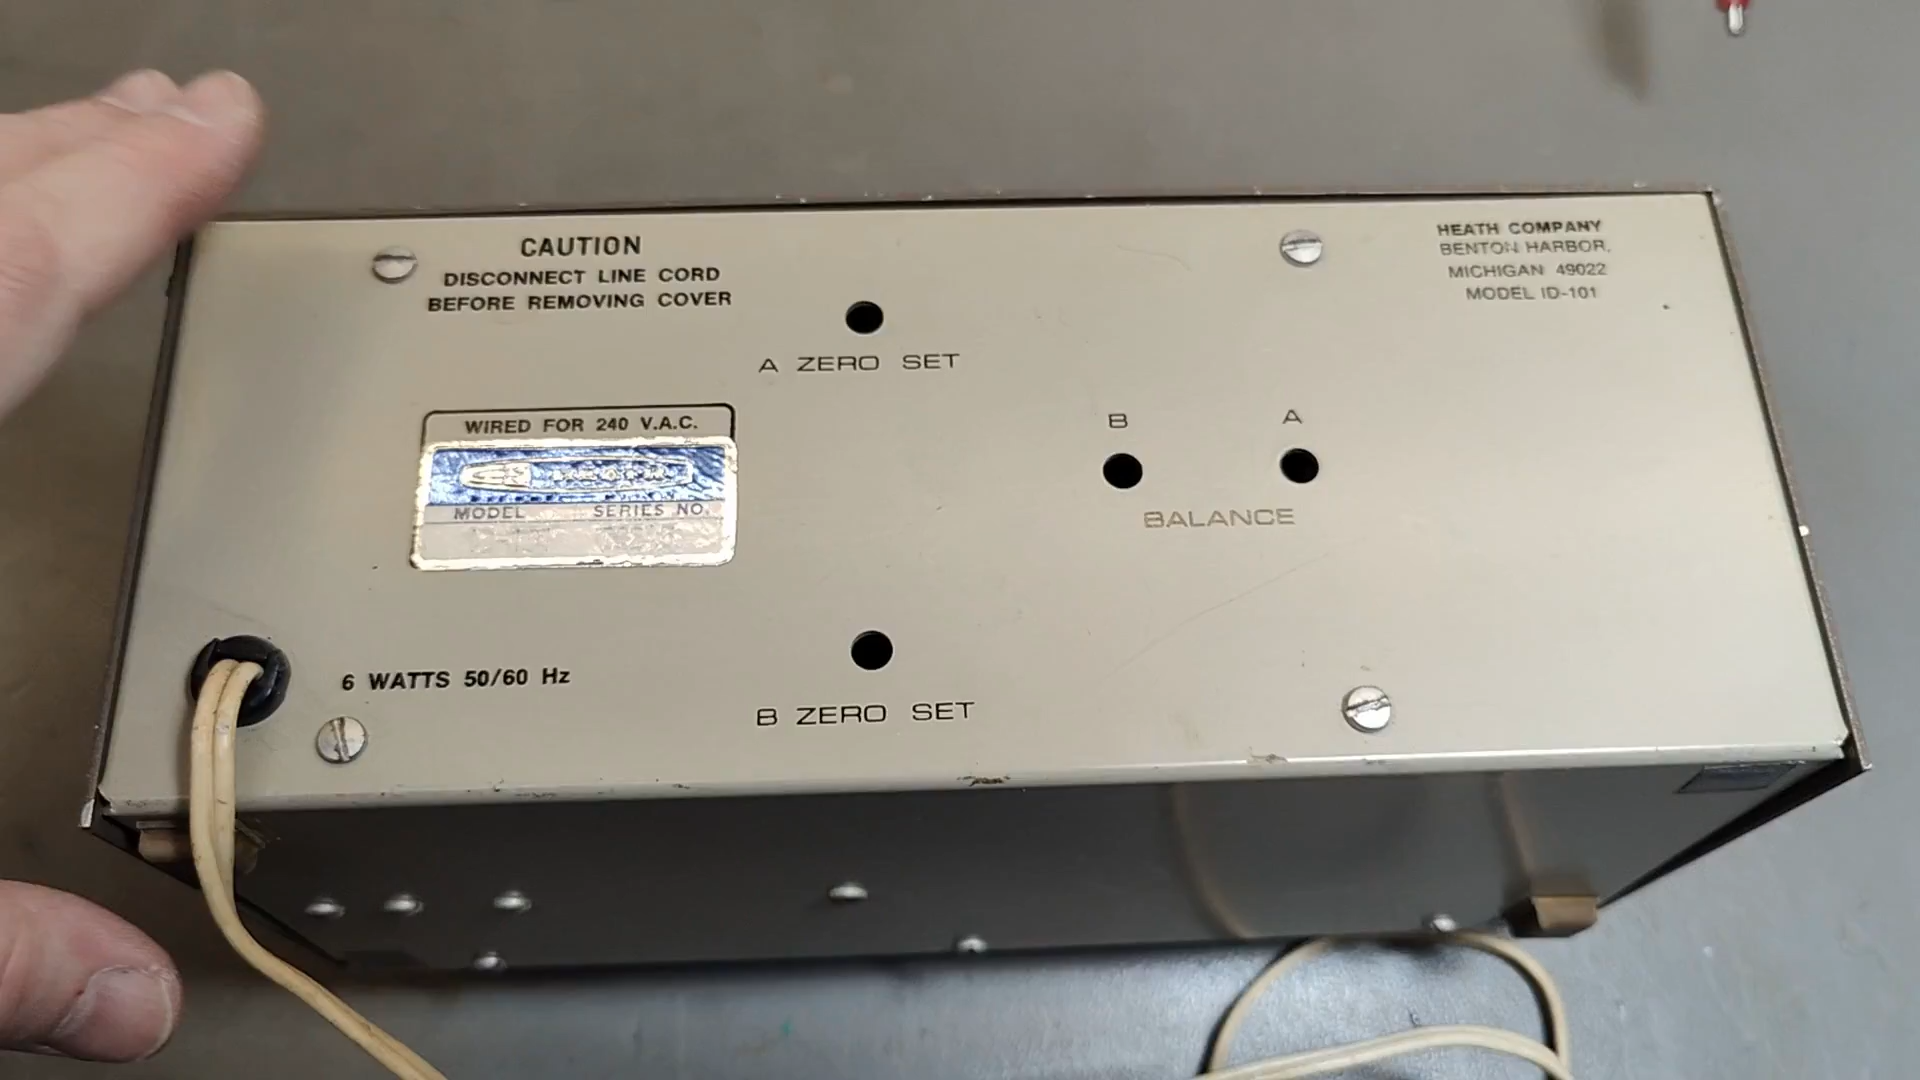 CAUTION
DISCONNECT LINE CORD
BEFORE REMOVING COVER
HEATH COMPANY
BENTON HARBOR,
MICHIGAN 49022
MODEL ID-101
A ZERO SET
WIRED FOR 240 V.A.C.
MODEL SERIES NO.
B A
BALANCE
6 WATTS 50/60 Hz
B ZERO SET